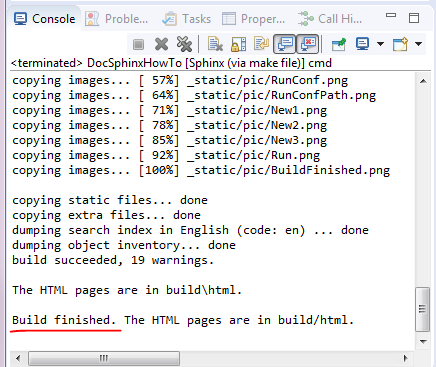 Console Proble... Tasks Proper... Call Hi...
<terminated> DocSphinxHowTo [Sphinx (via make file)] cmd
copying images... [ 57%] _static/pic/RunConf.png
copying images... [ 64%] _static/pic/RunConfPath.png
copying images... [ 71%] _static/pic/New1.png
copying images... [ 78%] _static/pic/New2.png
copying images... [ 85%] _static/pic/New3.png
copying images... [ 92%] _static/pic/Run.png
copying images... [100%] _static/pic/BuildFinished.png
copying static files... done
copying extra files... done
dumping search index in English (code: en) ... done
dumping object inventory... done
build succeeded, 19 warnings.
The HTML pages are in build\html.
Build finished. The HTML pages are in build/html.